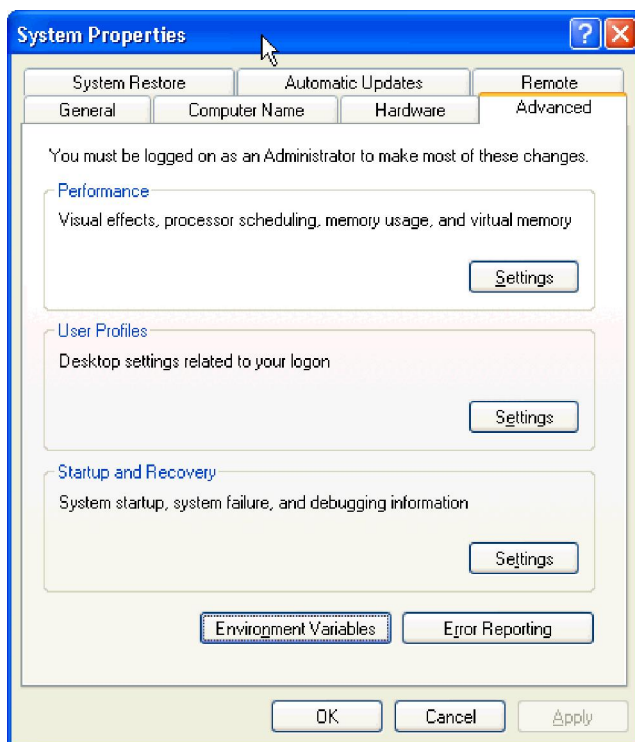 System Properties
System Restore Automatic Updates Remote
General Computer Name Hardware Advanced
You must be logged on as an Administrator to make most of these changes.
Performance
Visual effects, processor scheduling, memory usage, and virtual memory
Settings
User Profiles
Desktop settings related to your logon
Settings
Startup and Recovery
System startup, system failure, and debugging information
Settings
Environment Variables Error Reporting
OK Cancel Apply